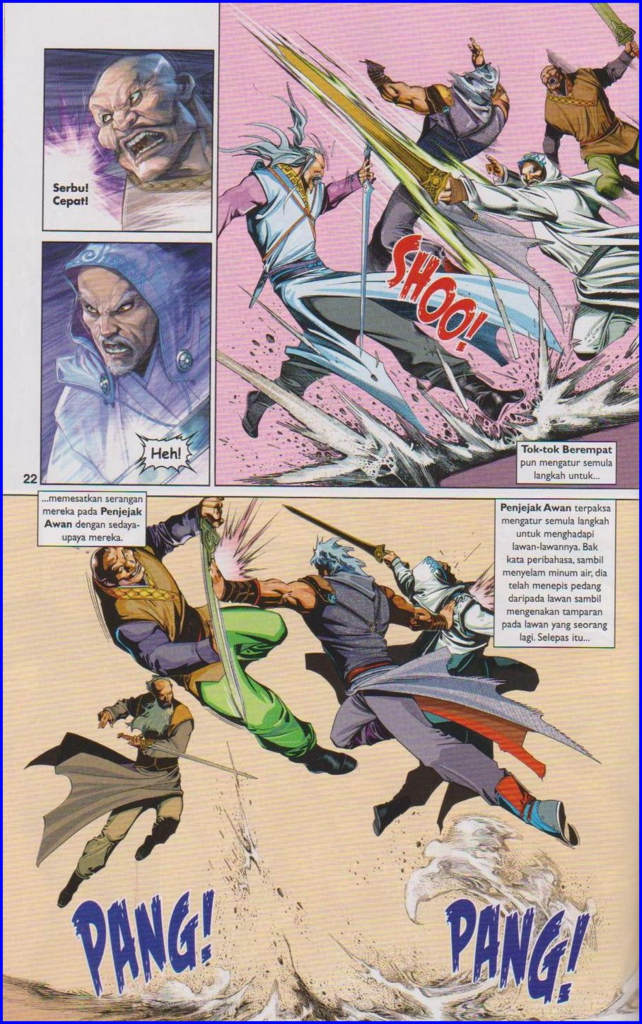 Serbu!
Cepat!
SHOO!
Heh!
Tok-tok Berempat
pun mengatur semula
langkah untuk...
22
...memesatkan serangan
mereka pada Penjejak
Awan dengan sedaya-
upaya mereka.
Penjejak Awan terpaksa
mengatur semula langkah
untuk menghadapi
lawan-lawannya. Bak
kata peribahasa, sambil
menyelam minum air, dia
telah menepis pedang
daripada lawan sambil
mengenakan tamparan
pada lawan yang seorang
lagi. Selepas itu...
PANG!
PANG!